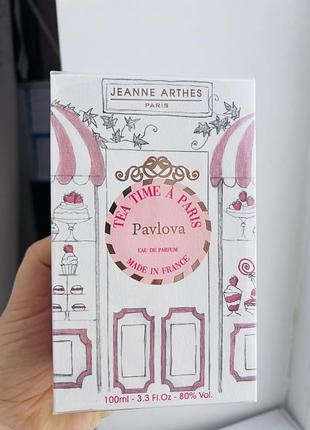 JEANNE ARTHES
PARIS
TEA TIME À PARIS
Pavlova
EAU DE PARFUM
MADE IN FRANCE
100ml - 3.3 Fl.Oz - 80% Vol.